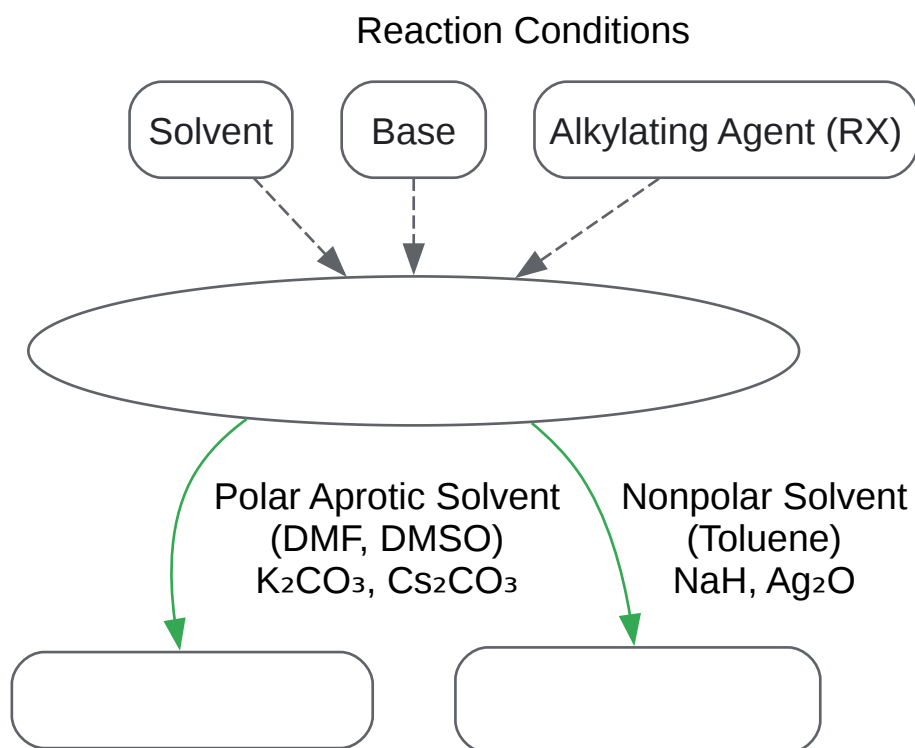 Reaction Conditions
Solvent
Base
Alkylating Agent (RX)
Polar Aprotic Solvent
(DMF, DMSO)
K₂CO₃, Cs₂CO₃
Nonpolar Solvent
(Toluene)
NaH, Ag₂O